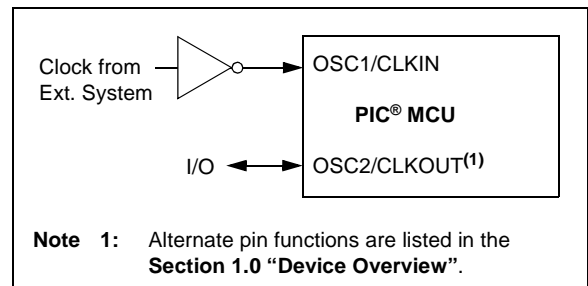 Clock from
Ext. System
OSC1/CLKIN
PIC® MCU
I/O
OSC2/CLKOUT(1)
Note 1: Alternate pin functions are listed in the
Section 1.0 “Device Overview”.